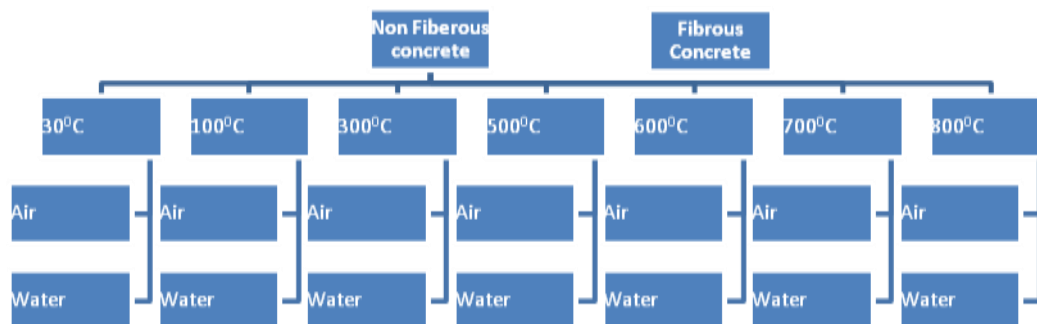 Non Fiberous
concrete
Fibrous
Concrete
30⁰C
100⁰C
300⁰C
500⁰C
600⁰C
700⁰C
800⁰C
Air
Air
Air
Air
Air
Air
Air
Water
Water
Water
Water
Water
Water
Water